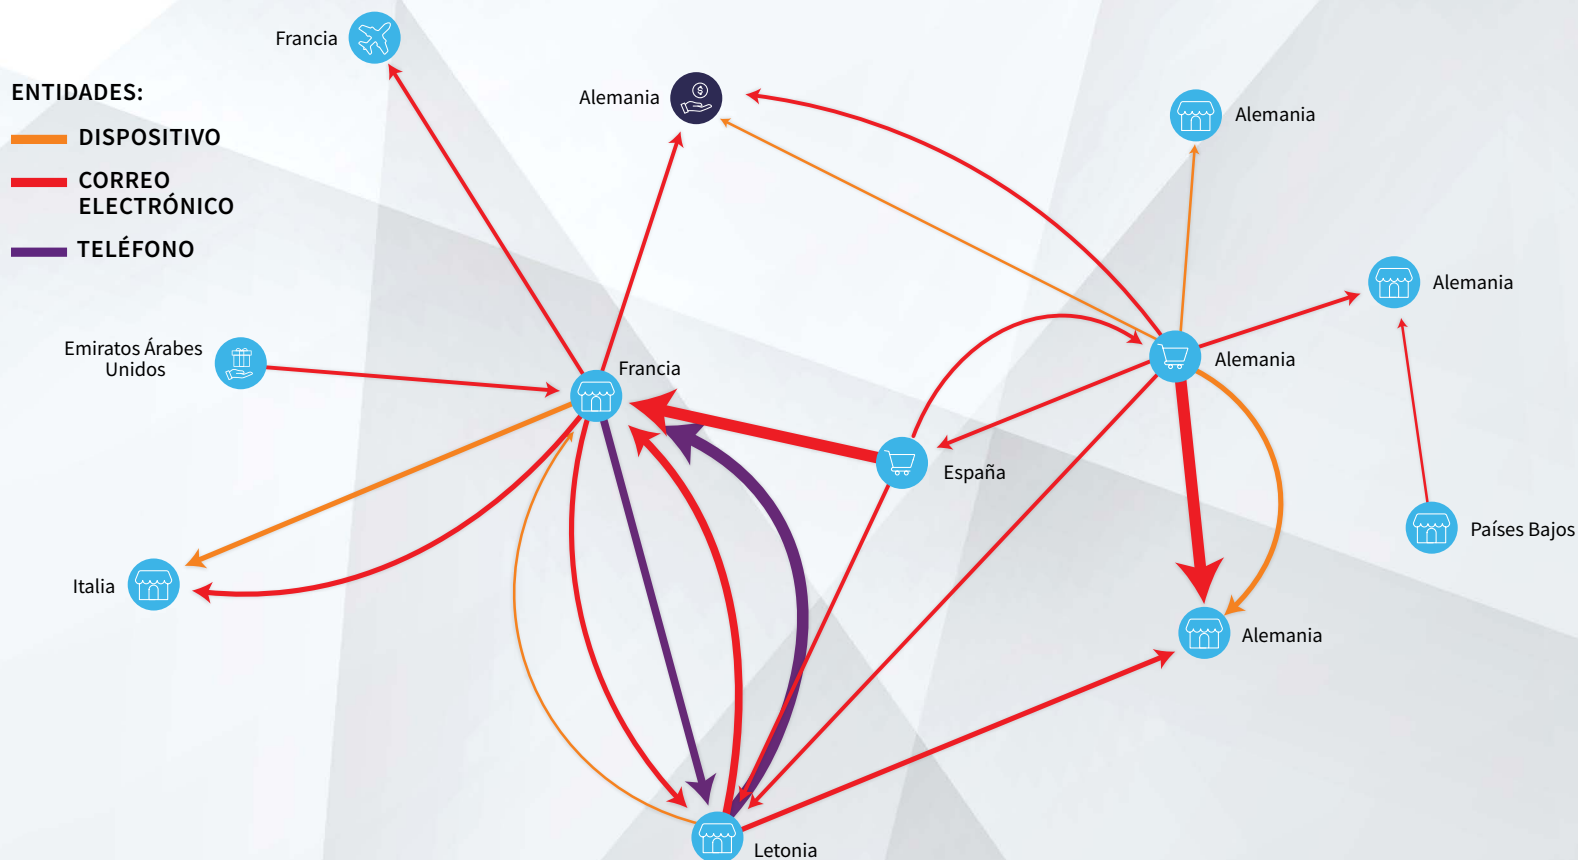 Francia
ENTIDADES:
DISPOSITIVO
CORREO
ELECTRÓNICO
TELÉFONO
Alemania
Alemania
Alemania
Emiratos Árabes
Unidos
Francia
Alemania
España
Países Bajos
Italia
Alemania
Letonia